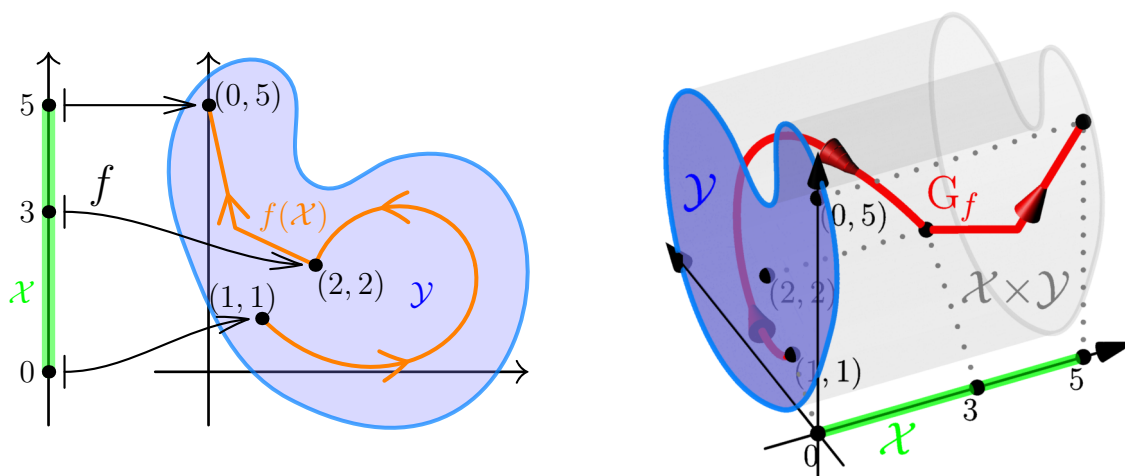 5
(0, 5)
f
3
f(𝒳)
𝒳
(2, 2)
𝒴
(1, 1)
0
𝒴
G_f
(0, 5)
(2, 2)
𝒳×𝒴
(1, 1)
5
3
0
𝒳